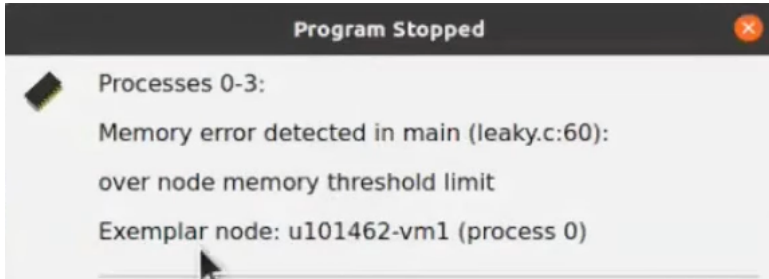 Program Stopped
Processes 0-3:
Memory error detected in main (leaky.c:60):
over node memory threshold limit
Exemplar node: u101462-vm1 (process 0)